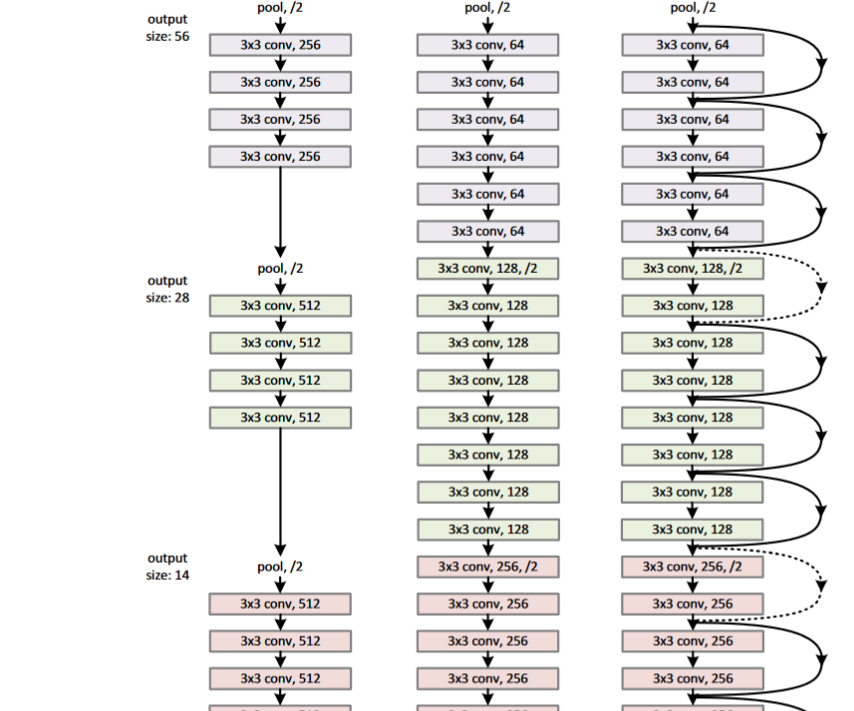 pool, /2
pool, /2
pool, /2
output
size: 56
3x3 conv, 256
3x3 conv, 64
3x3 conv, 64
3x3 conv, 256
3x3 conv, 64
3x3 conv, 64
3x3 conv, 256
3x3 conv, 64
3x3 conv, 64
3x3 conv, 256
3x3 conv, 64
3x3 conv, 64
3x3 conv, 64
3x3 conv, 64
3x3 conv, 64
3x3 conv, 64
output
size: 28
pool, /2
3x3 conv, 128, /2
3x3 conv, 128, /2
3x3 conv, 512
3x3 conv, 128
3x3 conv, 128
3x3 conv, 512
3x3 conv, 128
3x3 conv, 128
3x3 conv, 512
3x3 conv, 128
3x3 conv, 128
3x3 conv, 512
3x3 conv, 128
3x3 conv, 128
3x3 conv, 128
3x3 conv, 128
3x3 conv, 128
3x3 conv, 128
3x3 conv, 128
3x3 conv, 128
output
size: 14
pool, /2
3x3 conv, 256, /2
3x3 conv, 256, /2
3x3 conv, 512
3x3 conv, 256
3x3 conv, 256
3x3 conv, 512
3x3 conv, 256
3x3 conv, 256
3x3 conv, 512
3x3 conv, 256
3x3 conv, 256